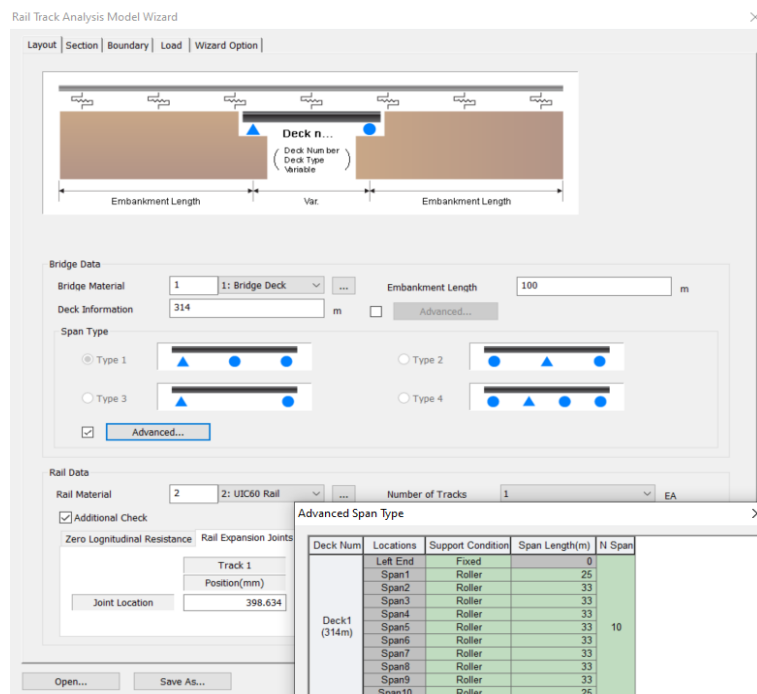 Rail Track Analysis Model Wizard
Layout Section Boundary Load Wizard Option
Deck n...
Deck Number
Deck Type
Variable
Embankment Length Var. Embankment Length
Bridge Data
Bridge Material 1 1: Bridge Deck ... Embankment Length 100 m
Deck Information 314 m Advanced...
Span Type
Type 1 Type 2
Type 3 Type 4
Advanced...
Rail Data
Rail Material 2 2: UIC60 Rail ... Number of Tracks 1 EA
Additional Check
Zero Lognitudinal Resistance Rail Expansion Joints
Track 1
Position(mm)
Joint Location 398.634
Open... Save As...
Advanced Span Type
Deck Num Locations Support Condition Span Length(m) N Span
Left End Fixed 0
Span1 Roller 25
Span2 Roller 33
Span3 Roller 33
Span4 Roller 33
Deck1
(314m)
Span5 Roller 33 10
Span6 Roller 33
Span7 Roller 33
Span8 Roller 33
Span9 Roller 33
Span10 Roller 25